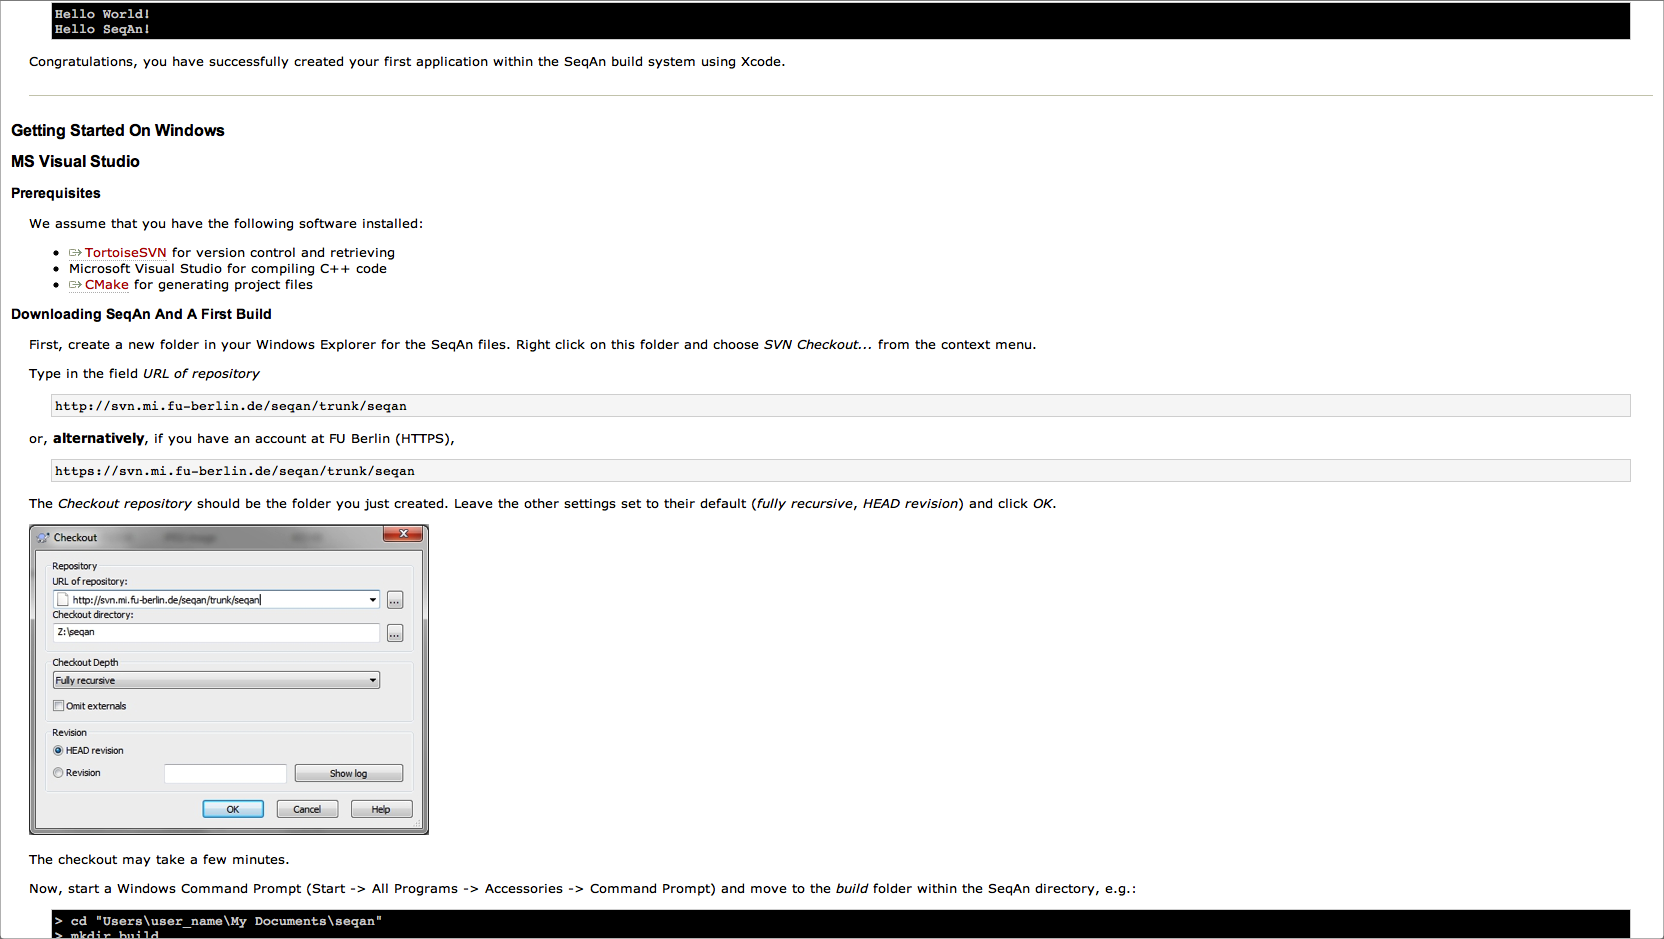 Hello World!
Hello SeqAn!
Congratulations, you have successfully created your first application within the SeqAn build system using Xcode.
Getting Started On Windows
MS Visual Studio
Prerequisites
We assume that you have the following software installed:
TortoiseSVN for version control and retrieving
Microsoft Visual Studio for compiling C++ code
CMake for generating project files
Downloading SeqAn And A First Build
First, create a new folder in your Windows Explorer for the SeqAn files. Right click on this folder and choose SVN Checkout... from the context menu.
Type in the field URL of repository
http://svn.mi.fu-berlin.de/seqan/trunk/seqan
or, alternatively, if you have an account at FU Berlin (HTTPS),
https://svn.mi.fu-berlin.de/seqan/trunk/seqan
The Checkout repository should be the folder you just created. Leave the other settings set to their default (fully recursive, HEAD revision) and click OK.
Checkout
Repository
URL of repository:
http://svn.mi.fu-berlin.de/seqan/trunk/seqan
...
Checkout directory:
Z:\seqan
...
Checkout Depth
Fully recursive
Omit externals
Revision
HEAD revision
Revision
Show log
OK Cancel Help
The checkout may take a few minutes.
Now, start a Windows Command Prompt (Start -> All Programs -> Accessories -> Command Prompt) and move to the build folder within the SeqAn directory, e.g.:
> cd "Users\user_name\My Documents\seqan"
> mkdir build